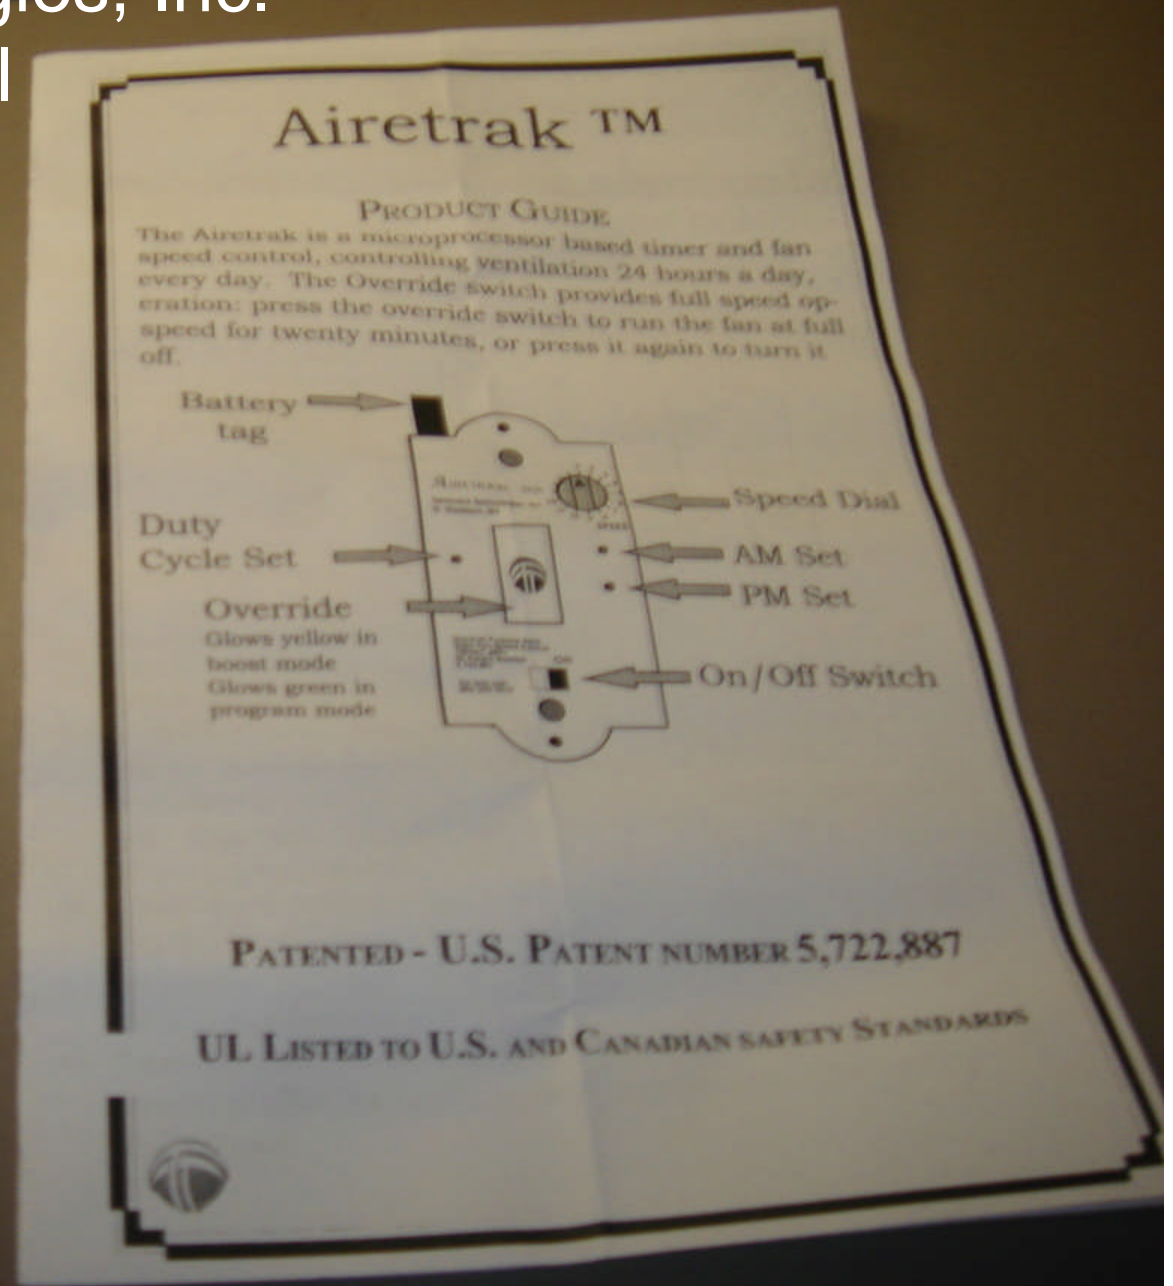 Inc.
Airetrak ™
PRODUCT GUIDE
The Airetrak is a microprocessor based timer and fan
speed control, controlling ventilation 24 hours a day,
every day. The Override switch provides full speed op-
eration: press the override switch to run the fan at full
speed for twenty minutes, or press it again to turn it
off.
Battery
tag
Speed Dial
Duty
Cycle Set
AM Set
PM Set
Override
Glows yellow in
boost mode
Glows green in
program mode
On/Off Switch
PATENTED - U.S. PATENT NUMBER 5,722,887
UL LISTED TO U.S. AND CANADIAN SAFETY STANDARDS